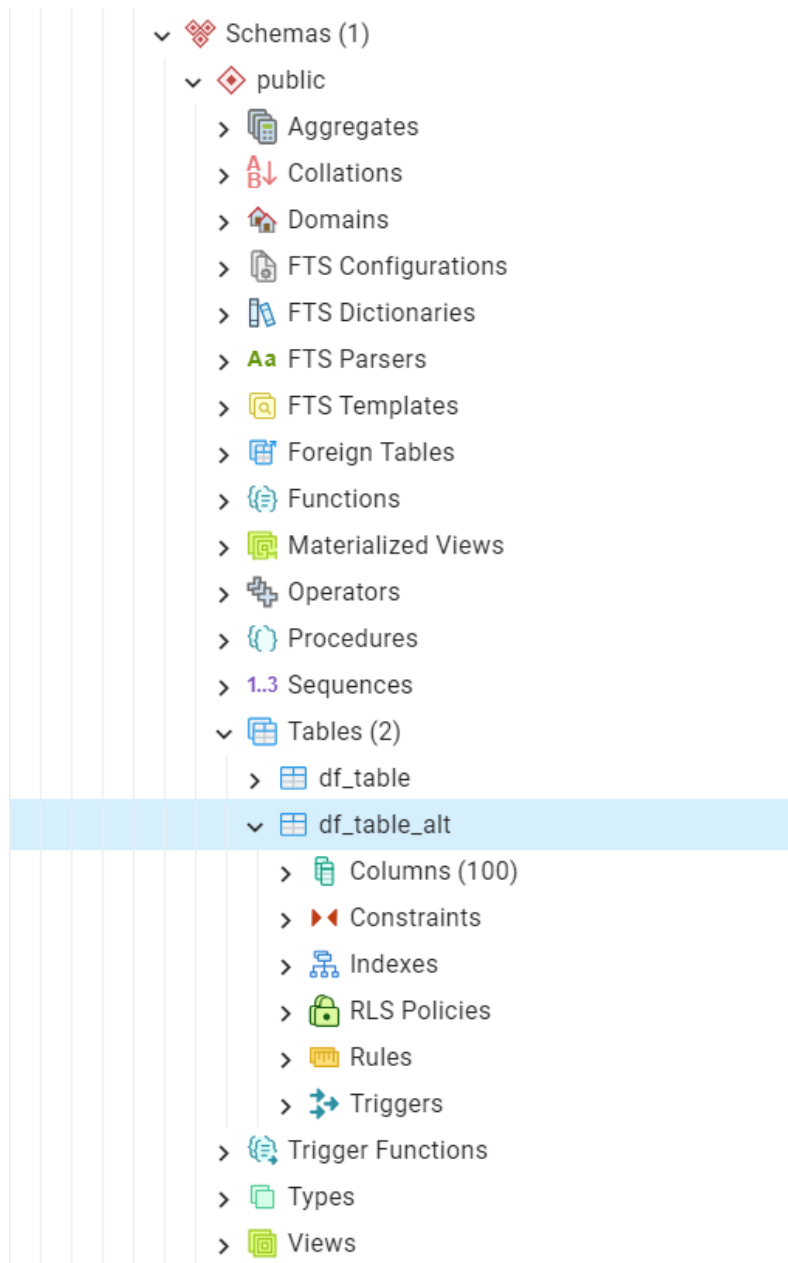 Schemas (1)
public
Aggregates
Collations
Domains
FTS Configurations
FTS Dictionaries
Aa FTS Parsers
FTS Templates
Foreign Tables
Functions
Materialized Views
Operators
Procedures
1..3 Sequences
Tables (2)
df_table
df_table_alt
Columns (100)
Constraints
Indexes
RLS Policies
Rules
Triggers
Trigger Functions
Types
Views